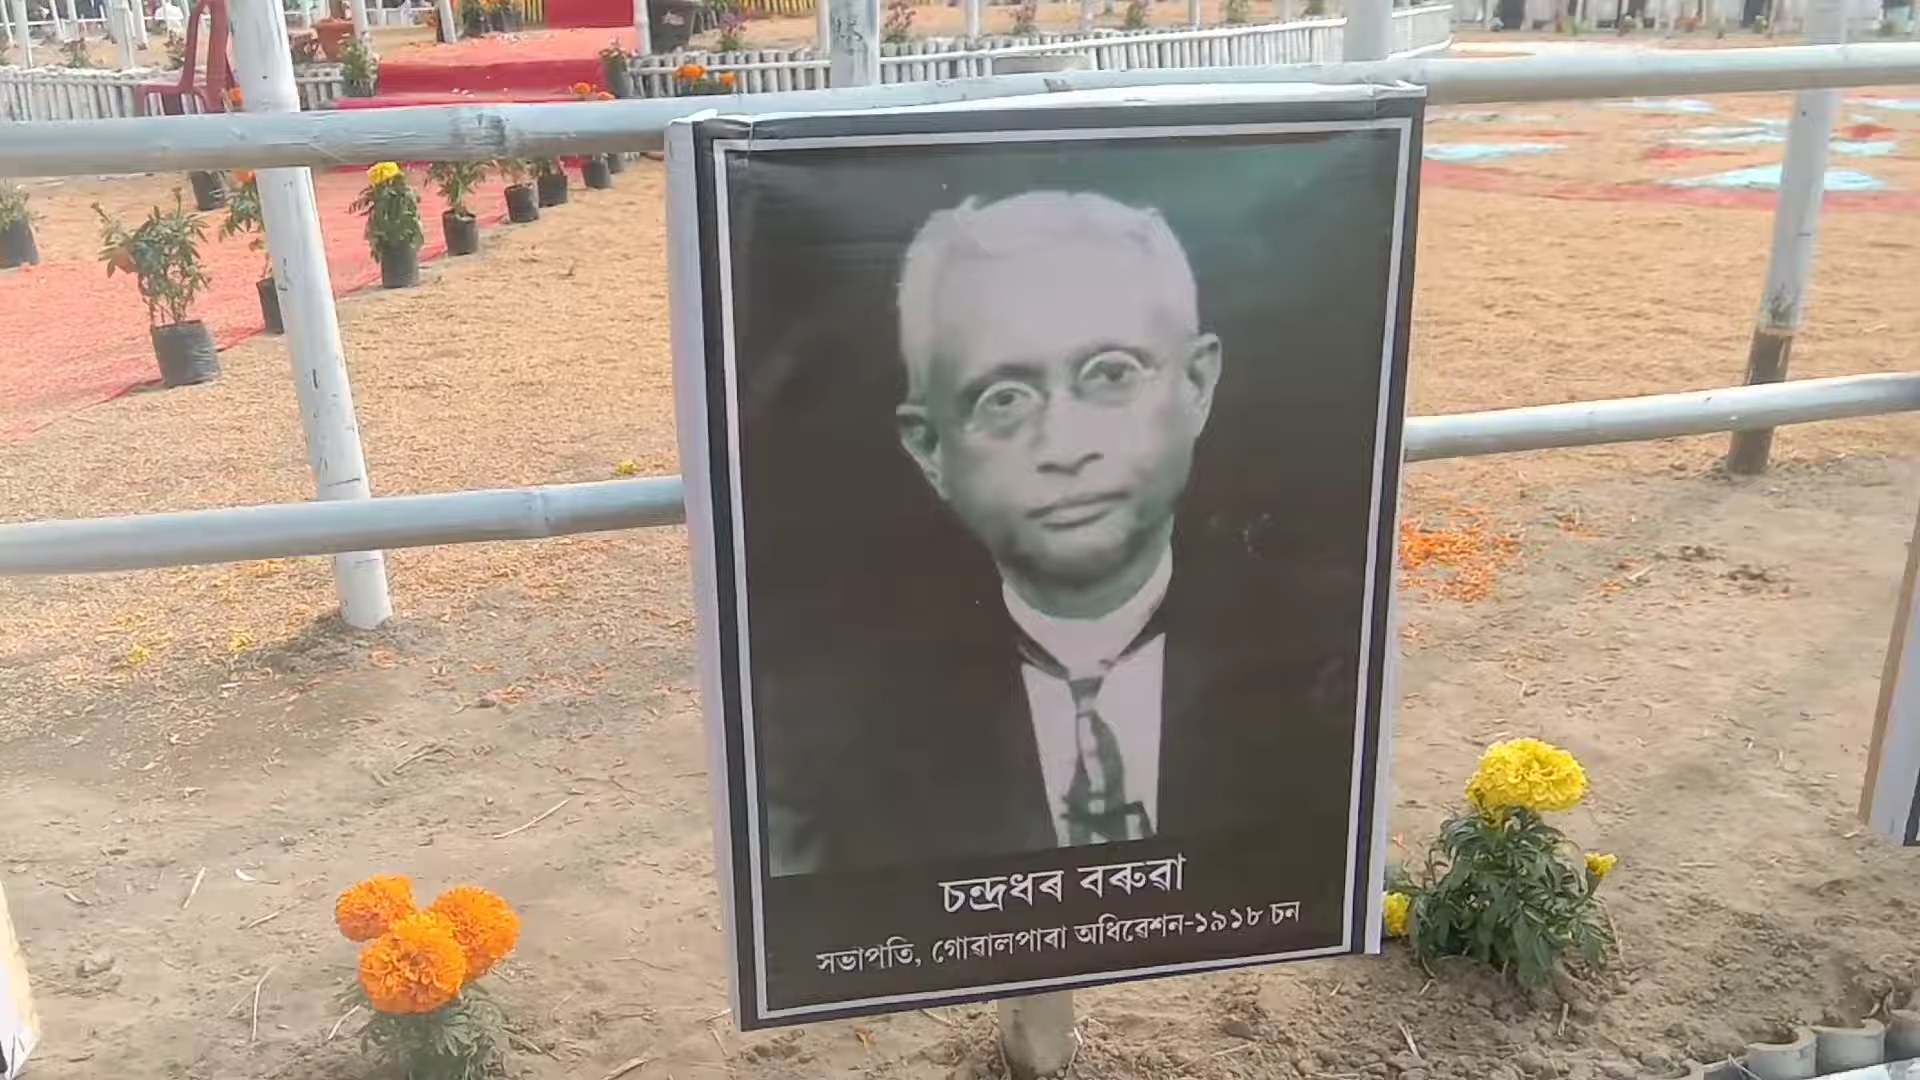 চন্দ্ৰধৰ বৰুৱা
সভাপতি, গোৱালপাৰা অধিৱেশন-১৯১৮ চন